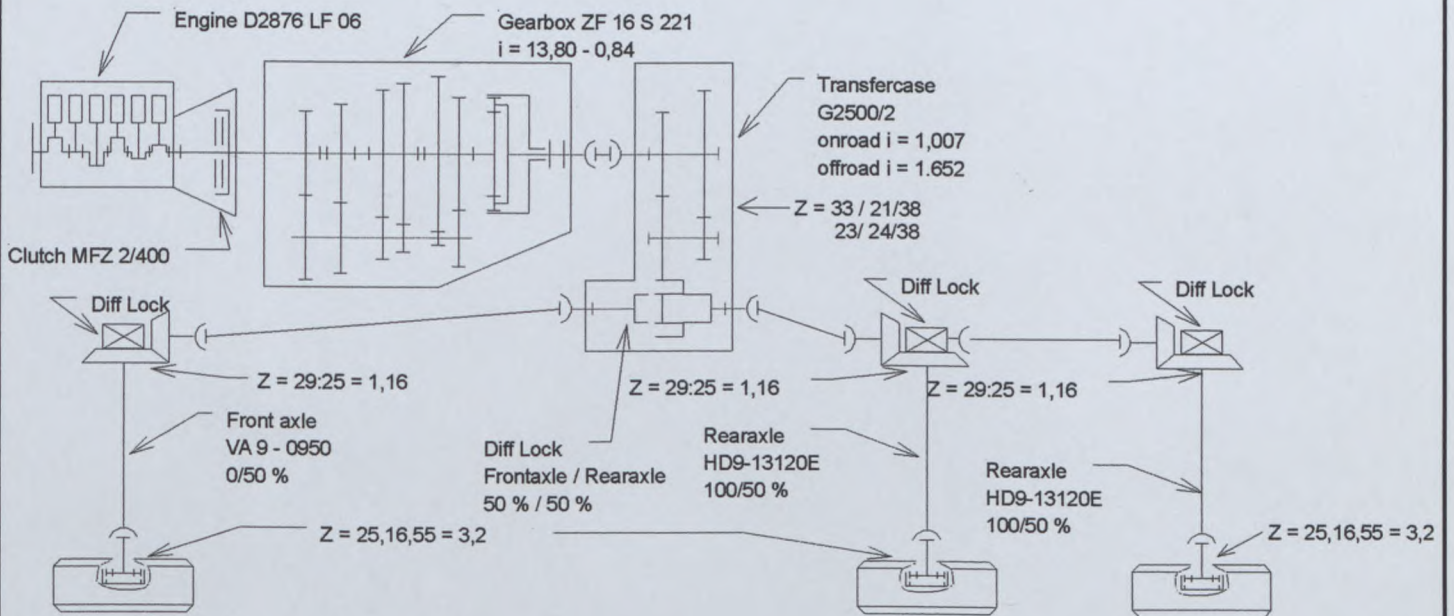 Engine D2876 LF 06
Gearbox ZF 16 S 221
i = 13,80 - 0,84
Transfercase
G2500/2
onroad i = 1,007
offroad i = 1.652
Z = 33 / 21/38
23/ 24/38
Clutch MFZ 2/400
Diff Lock
Diff Lock
Diff Lock
Z = 29:25 = 1,16
Z = 29:25 = 1,16
Z = 29:25 = 1,16
Front axle
VA 9 - 0950
0/50 %
Diff Lock
Frontaxle / Rearaxle
50 % / 50 %
Rearaxle
HD9-13120E
100/50 %
Rearaxle
HD9-13120E
100/50 %
Z = 25,16,55 = 3,2
Z = 25,16,55 = 3,2